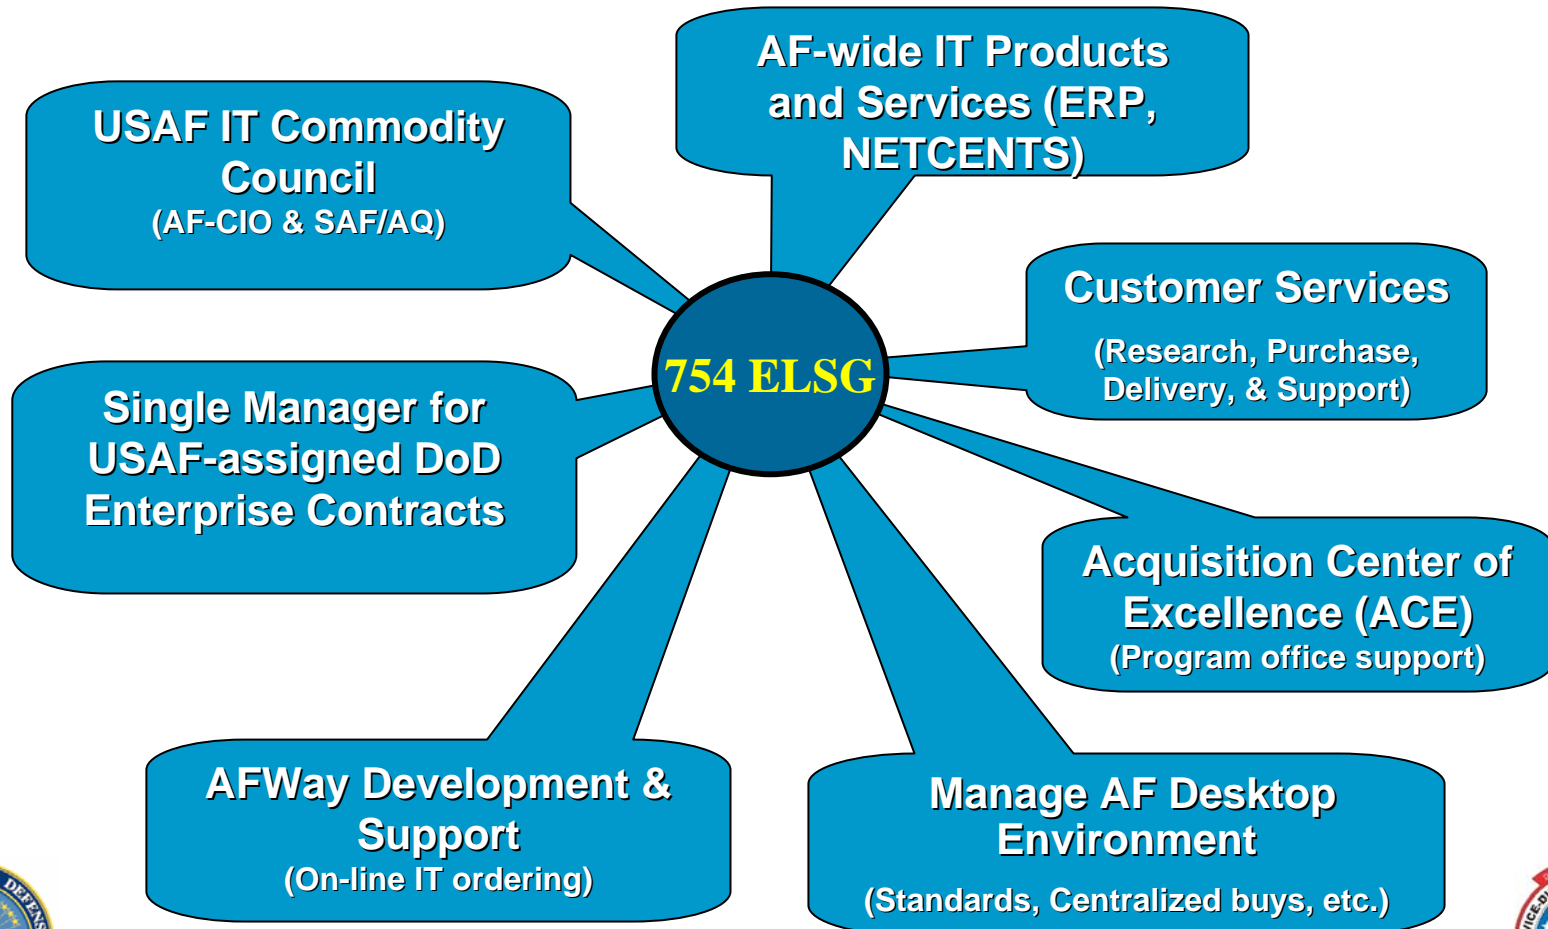 AF-wide IT Products
and Services (ERP,
NETCENTS)
USAF IT Commodity
Council
(AF-CIO & SAF/AQ)
Customer Services
(Research, Purchase,
Delivery, & Support)
754 ELSG
Single Manager for
USAF-assigned DoD
Enterprise Contracts
Acquisition Center of
Excellence (ACE)
(Program office support)
AFWay Development &
Support
(On-line IT ordering)
Manage AF Desktop
Environment
(Standards, Centralized buys, etc.)